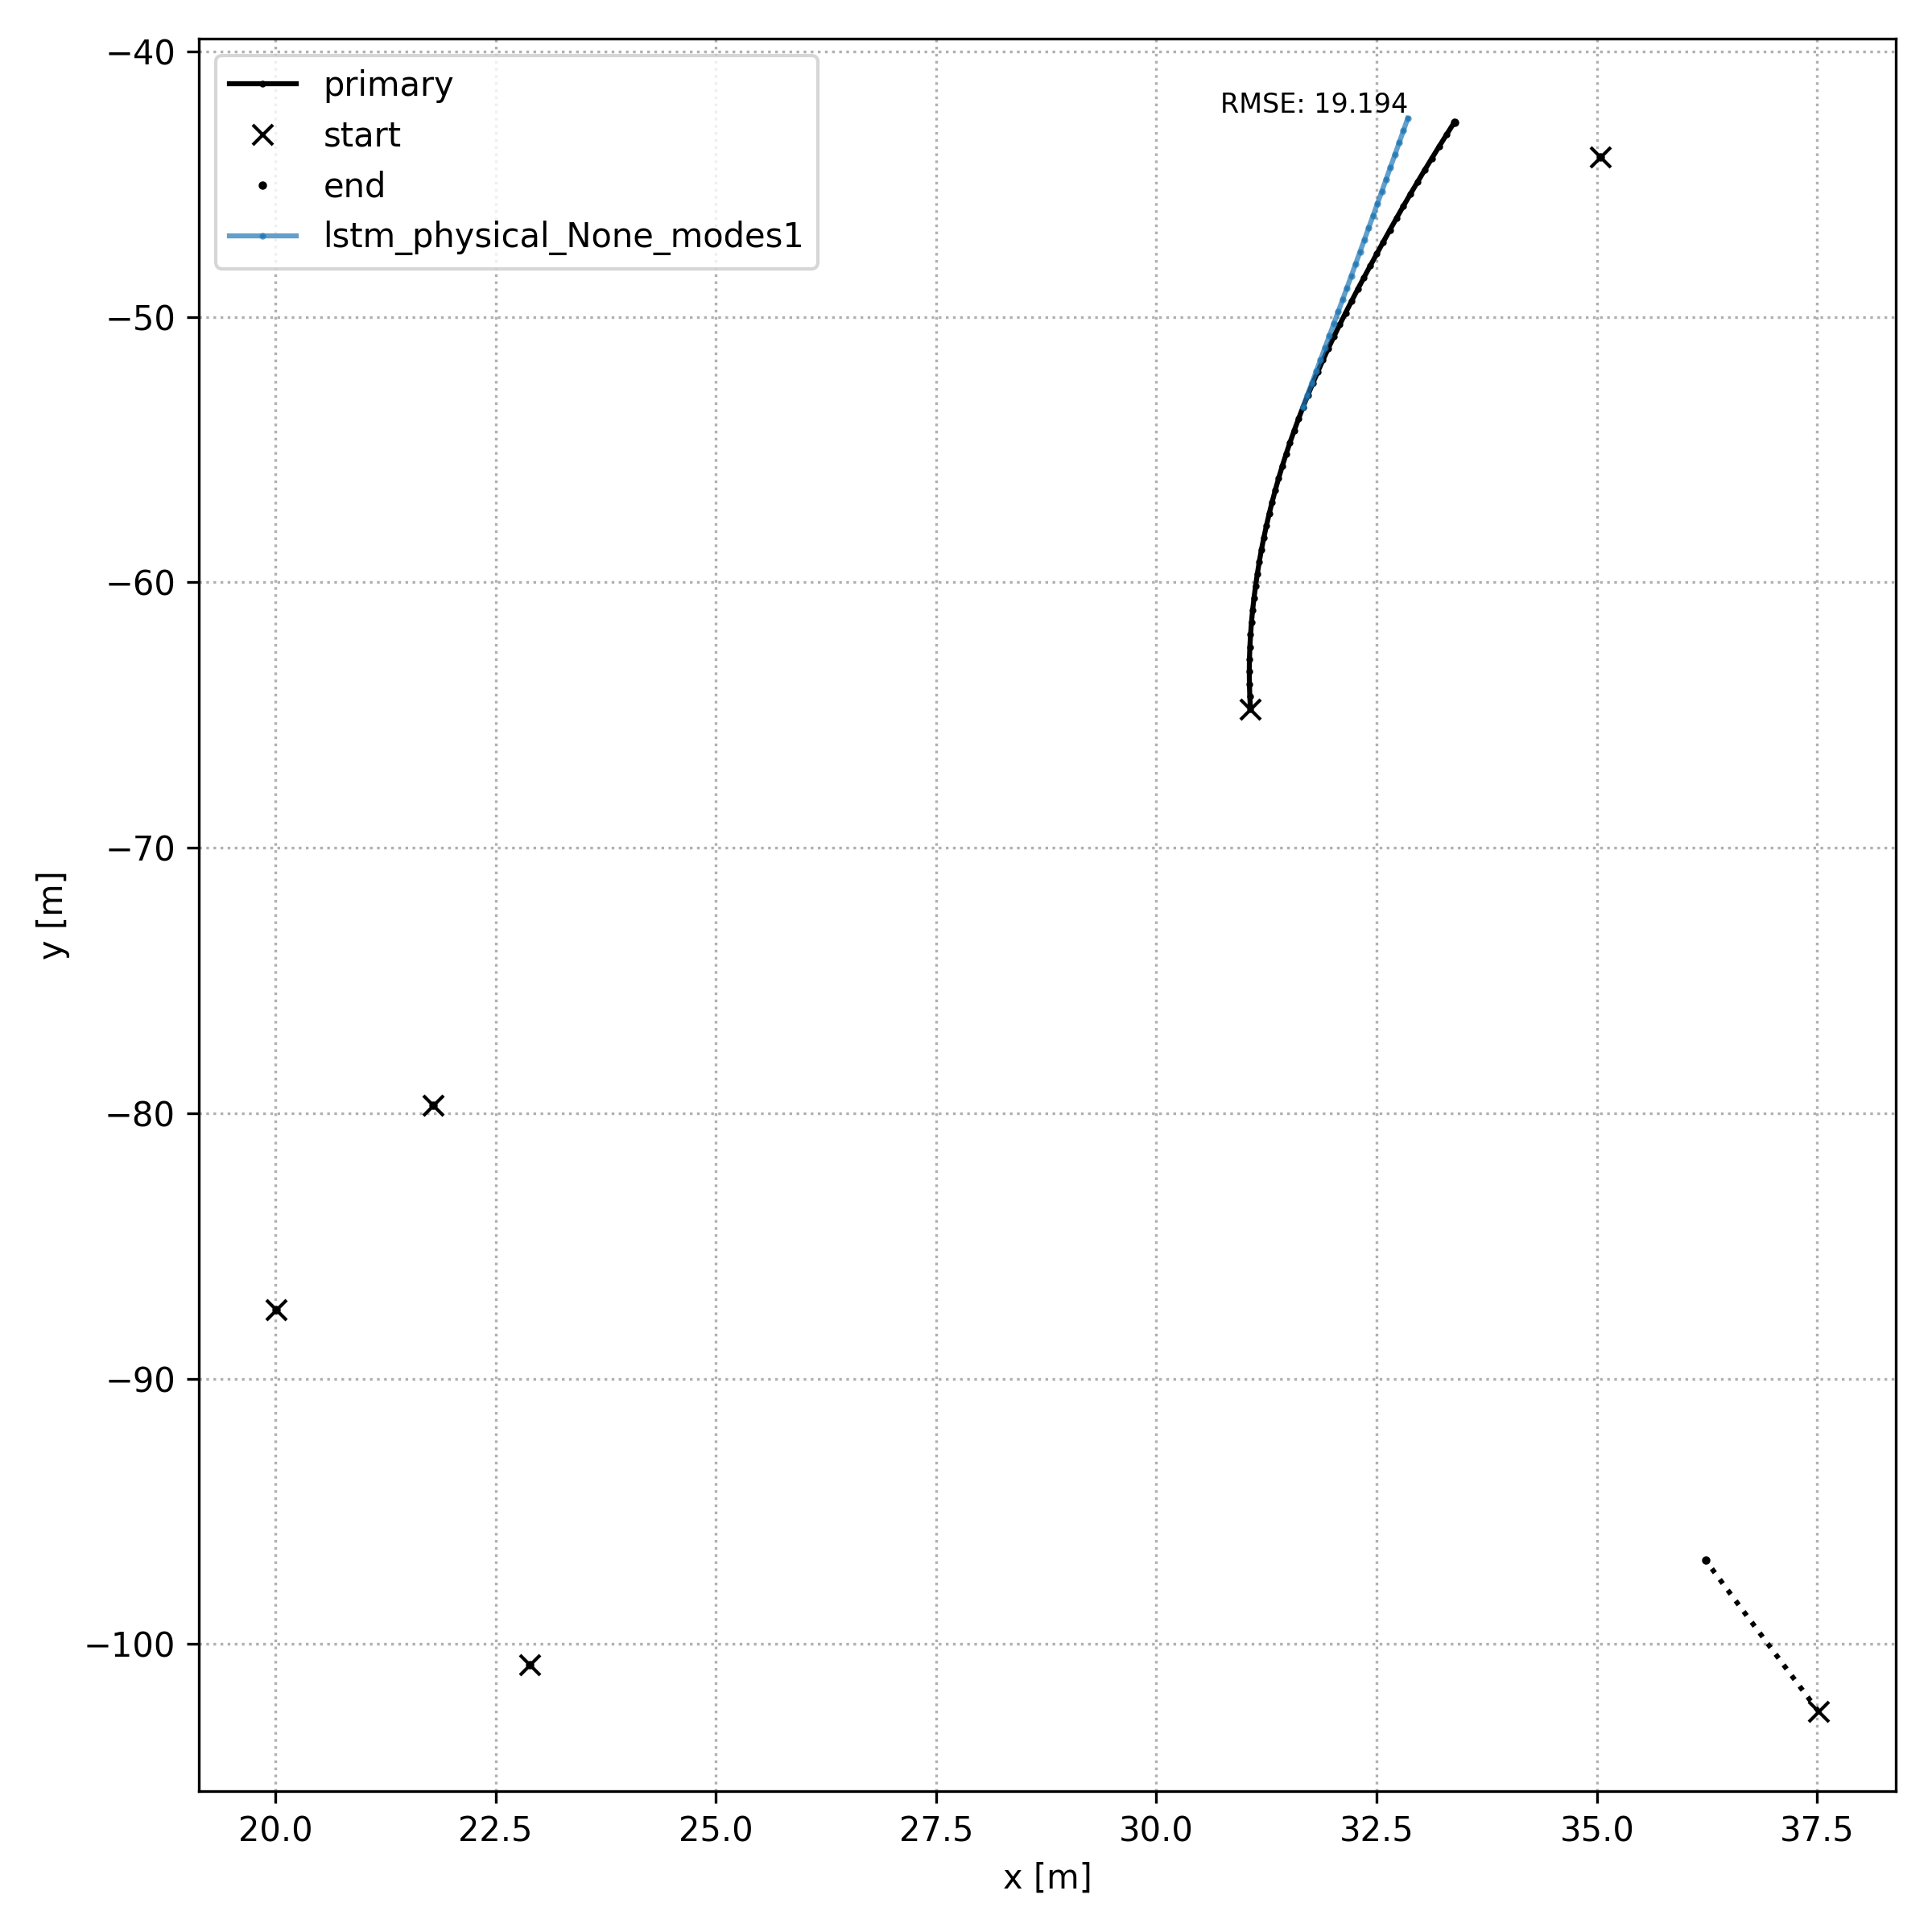 primary
start
end
lstm_physical_None_modes1
RMSE: 19.194
−40
−50
−60
−70
−80
−90
−100
y [m]
20.0 22.5 25.0 27.5 30.0 32.5 35.0 37.5
x [m]